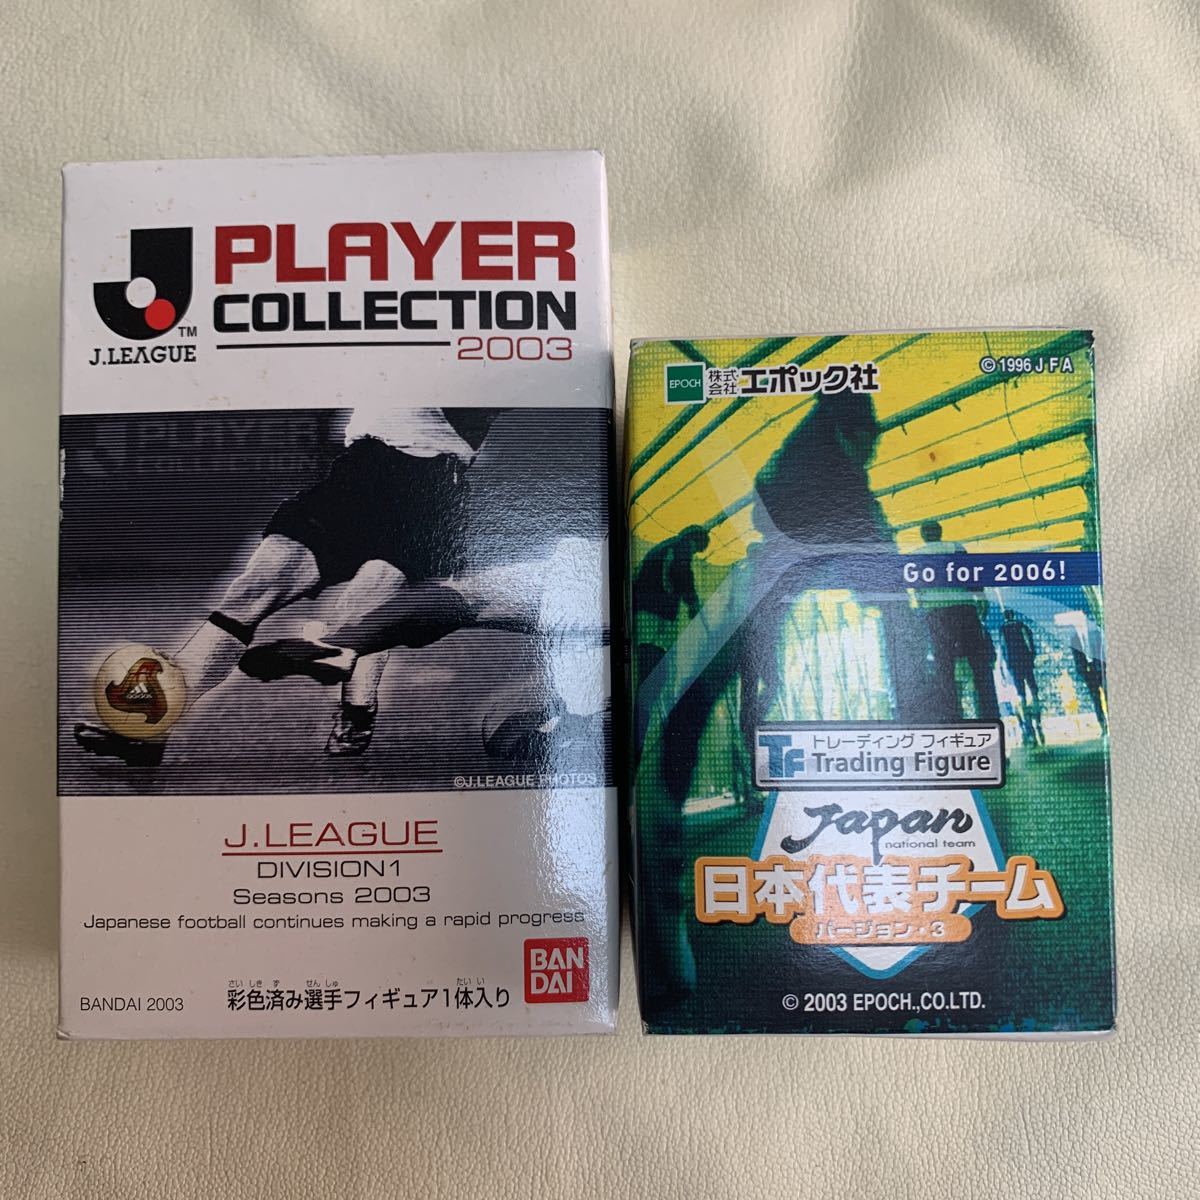 PLAYER
COLLECTION
2003
TM
J.LEAGUE
PLAYER
adidas
©J.LEAGUE PHOTOS
J.LEAGUE
DIVISION1
Seasons 2003
Japanese football continues making a rapid progress
BANDAI 2003
さいしきず せんしゅ たいい
彩色済み選手フィギュア1体入り
BAN
DAI
EPOCH 株式会社エポック社
©1996 JFA
Go for 2006!
TF トレーディング フィギュア
Trading Figure
Japan
national team
日本代表チーム
バージョン・3
© 2003 EPOCH.,CO.LTD.